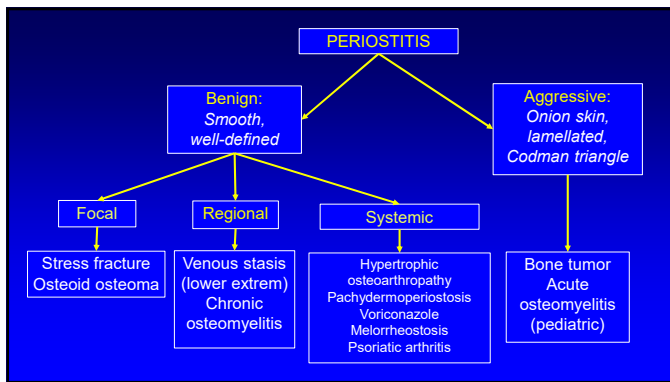 PERIOSTITIS
Benign:
Smooth,
well-defined
Aggressive:
Onion skin,
lamellated,
Codman triangle
Focal
Regional
Systemic
Stress fracture
Osteoid osteoma
Venous stasis
(lower extrem)
Chronic
osteomyelitis
Hypertrophic
osteoarthropathy
Pachydermoperiostosis
Voriconazole
Melorrheostosis
Psoriatic arthritis
Bone tumor
Acute
osteomyelitis
(pediatric)